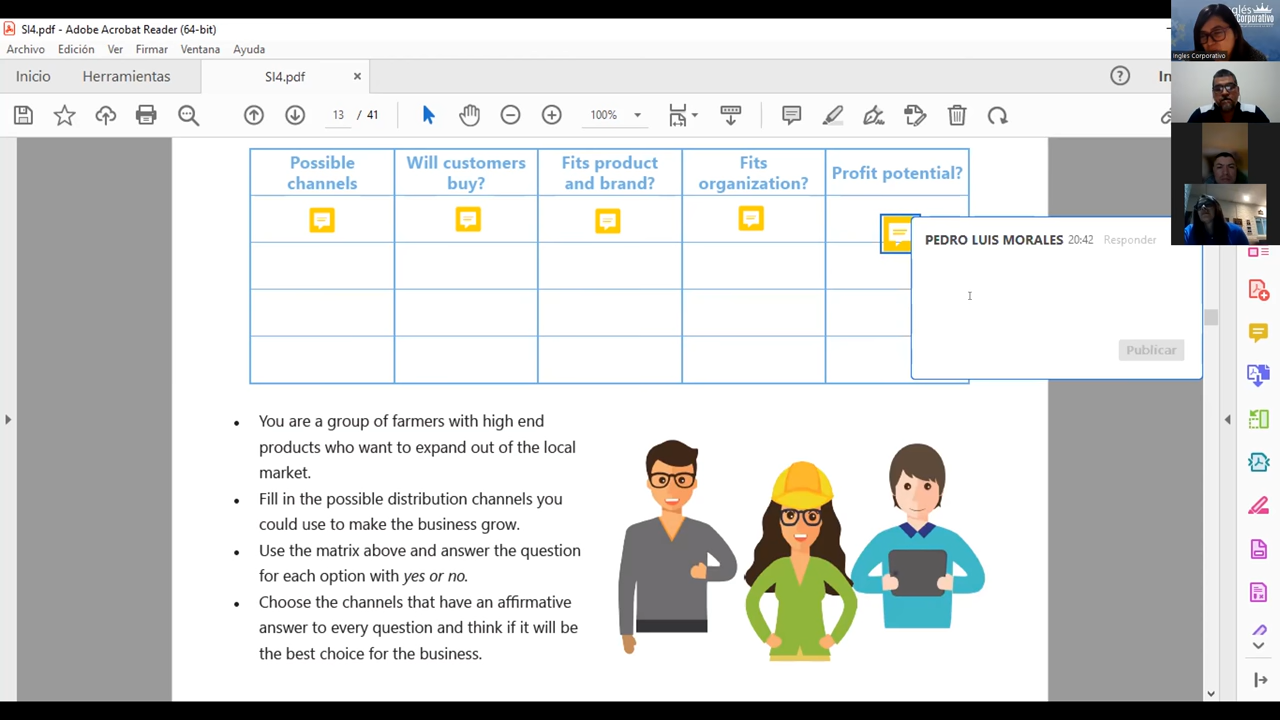 SI4.pdf - Adobe Acrobat Reader (64-bit)
Archivo Edición Ver Firmar Ventana Ayuda
Inicio Herramientas SI4.pdf × ?
13 / 41 100%
Inglés
Corporativo
Ingles Corporativo
Possible channels
Will customers buy?
Fits product and brand?
Fits organization?
Profit potential?
PEDRO LUIS MORALES 20:42 Responder
Publicar
• You are a group of farmers with high end
products who want to expand out of the local
market.
• Fill in the possible distribution channels you
could use to make the business grow.
• Use the matrix above and answer the question
for each option with yes or no.
• Choose the channels that have an affirmative
answer to every question and think if it will be
the best choice for the business.